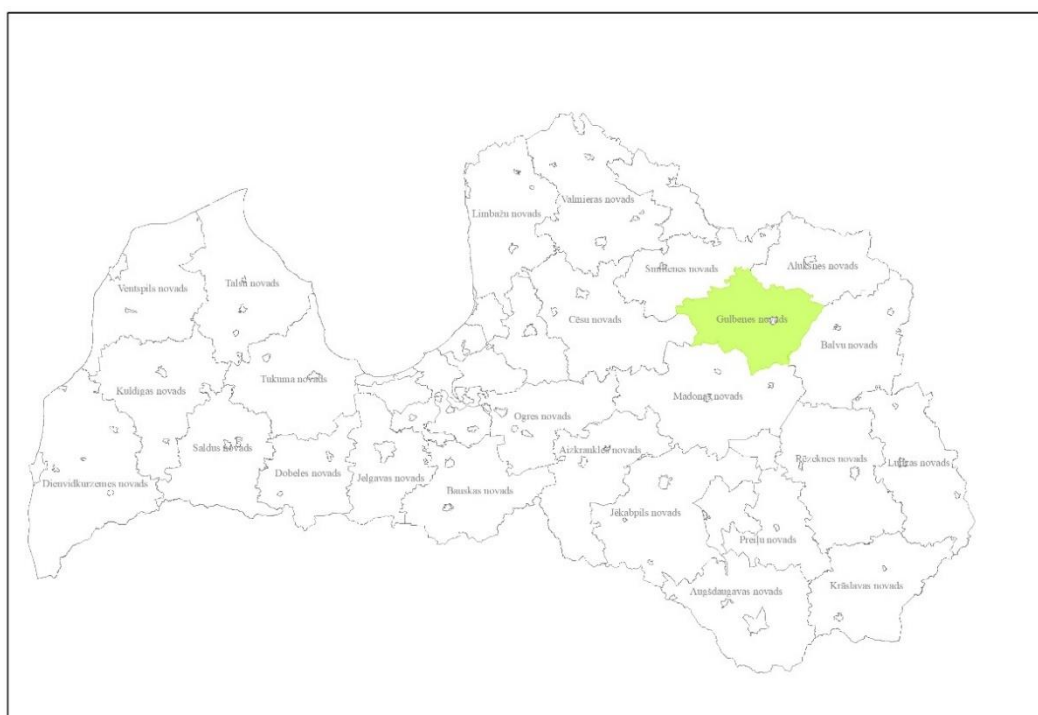 Valmieras novads
Limbažu novads
Smiltenes novads
Alūksnes novads
Ventspils novads
Talsu novads
Cēsu novads
Gulbenes novads
Balvu novads
Kuldīgas novads
Tukuma novads
Madonas novads
Ogres novads
Saldus novads
Dobeles novads
Jelgavas novads
Aizkraukles novads
Rēzeknes novads
Ludzas novads
Dienvidkurzemes novads
Bauskas novads
Jēkabpils novads
Preiļu novads
Augšdaugavas novads
Krāslavas novads